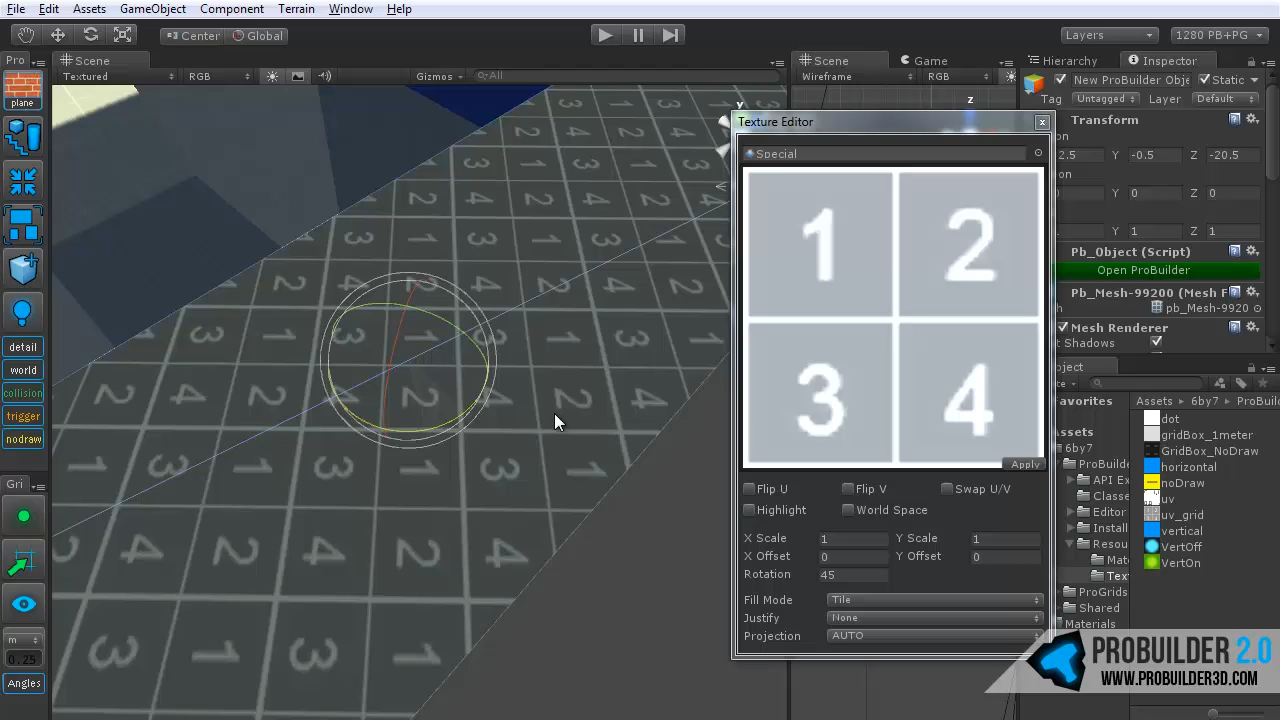 File Edit Assets GameObject Component Terrain Window Help
Center Global
Layers
1280 PB+PG
Pro
Scene
Scene Game
Hierarchy Inspector
Textured RGB Gizmos All
Wireframe RGB
plane
New ProBuilder Obj Static
Tag Untagged Layer Default
Transform
2.5 Y -0.5 Z -20.5
0 Z 0
1 Z 1
Pb_Object (Script)
Open ProBuilder
Pb_Mesh-99200 (Mesh F
pb_Mesh-9920
Mesh Renderer
Shadows
y
z
Texture Editor
Special
1 2
3 4
Apply
Flip U Flip V Swap U/V
Highlight World Space
X Scale 1 Y Scale 1
X Offset 0 Y Offset 0
Rotation 45
Fill Mode Tile
Justify None
Projection AUTO
detail
world
collision
trigger
nodraw
Gri
m
0.25
Angles
oject
avorites
ssets
6by7
ProBuilde
API Ex
Classe
Editor
Install
Resou
Mate
Text
ProGrids
Shared
Materials
Assets 6by7 ProBuild
dot
gridBox_1meter
GridBox_NoDraw
horizontal
noDraw
uv
uv_grid
vertical
VertOff
VertOn
PROBUILDER 2.0
WWW.PROBUILDER3D.COM